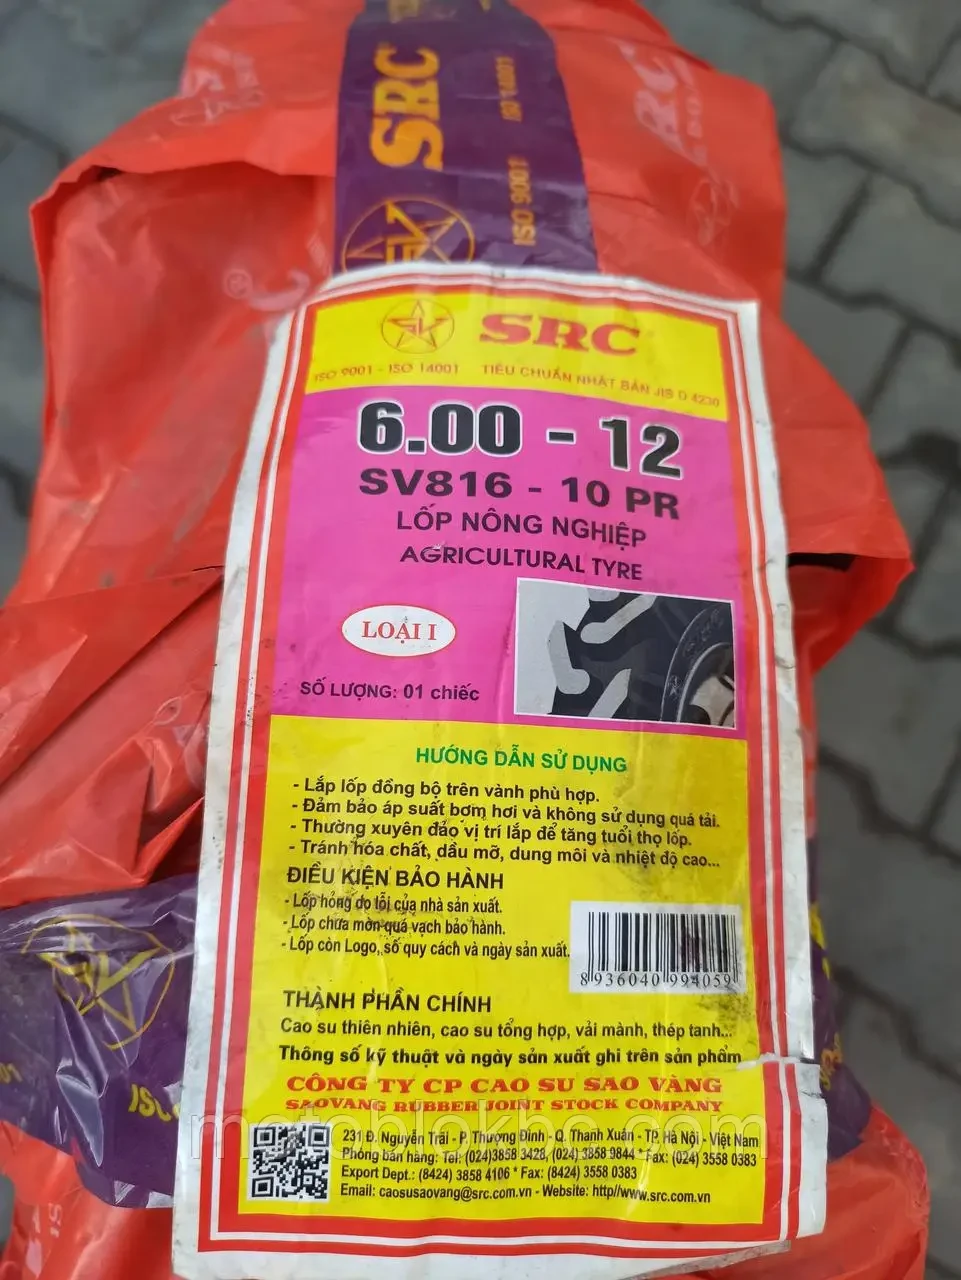 SRC
ISO 9001
ISO 14001
SRC
ISO 9001 - ISO 14001 TIÊU CHUẨN NHẬT BẢN JIS D 4230
6.00 - 12
SV816 - 10 PR
LỐP NÔNG NGHIỆP
AGRICULTURAL TYRE
LOẠI I
SỐ LƯỢNG: 01 chiếc
HƯỚNG DẪN SỬ DỤNG
- Lắp lốp đồng bộ trên vành phù hợp.
- Đảm bảo áp suất bơm hơi và không sử dụng quá tải.
- Thường xuyên đảo vị trí lắp để tăng tuổi thọ lốp.
- Tránh hóa chất, dầu mỡ, dung môi và nhiệt độ cao...
ĐIỀU KIỆN BẢO HÀNH
- Lốp hỏng do lỗi của nhà sản xuất.
- Lốp chưa mòn quá vạch bảo hành.
- Lốp còn Logo, số quy cách và ngày sản xuất.
8 936040 994059
THÀNH PHẦN CHÍNH
Cao su thiên nhiên, cao su tổng hợp, vải mành, thép tanh...
Thông số kỹ thuật và ngày sản xuất ghi trên sản phẩm
CÔNG TY CP CAO SU SAO VÀNG
SAOVANG RUBBER JOINT STOCK COMPANY
231 Đ. Nguyễn Trãi - P. Thượng Đình - Q. Thanh Xuân - TP. Hà Nội - Việt Nam
Phòng bán hàng: Tel: (024)3858 3428, (024) 3858 9844 * Fax: (024) 3558 0383
Export Dept.: (8424) 3858 4106 * Fax: (8424) 3558 0383
Email: caosusaovang@src.com.vn - Website: http//www.src.com.vn
motoblokbc.com.ua